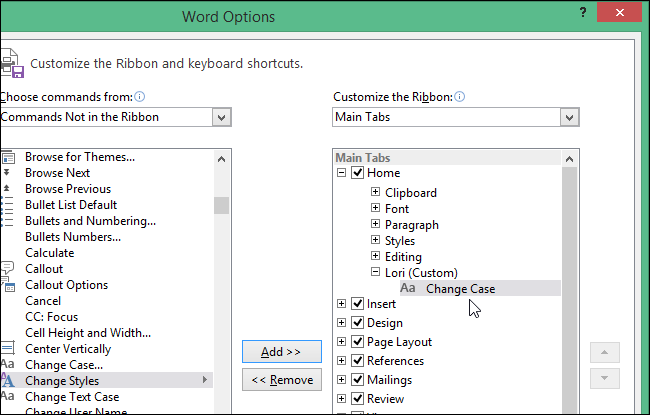 Word Options
?
Customize the Ribbon and keyboard shortcuts.
Choose commands from:
Commands Not in the Ribbon
Browse for Themes...
Browse Next
Browse Previous
Bullet List Default
Bullets and Numbering...
Bullets Numbers...
Calculate
Callout
Callout Options
Cancel
CC: Focus
Cell Height and Width...
Center Vertically
Aa Change Case...
Change Styles
Aa Change Text Case
Add >>
<< Remove
Customize the Ribbon:
Main Tabs
Main Tabs
Home
Clipboard
Font
Paragraph
Styles
Editing
Lori (Custom)
Aa Change Case
Insert
Design
Page Layout
References
Mailings
Review